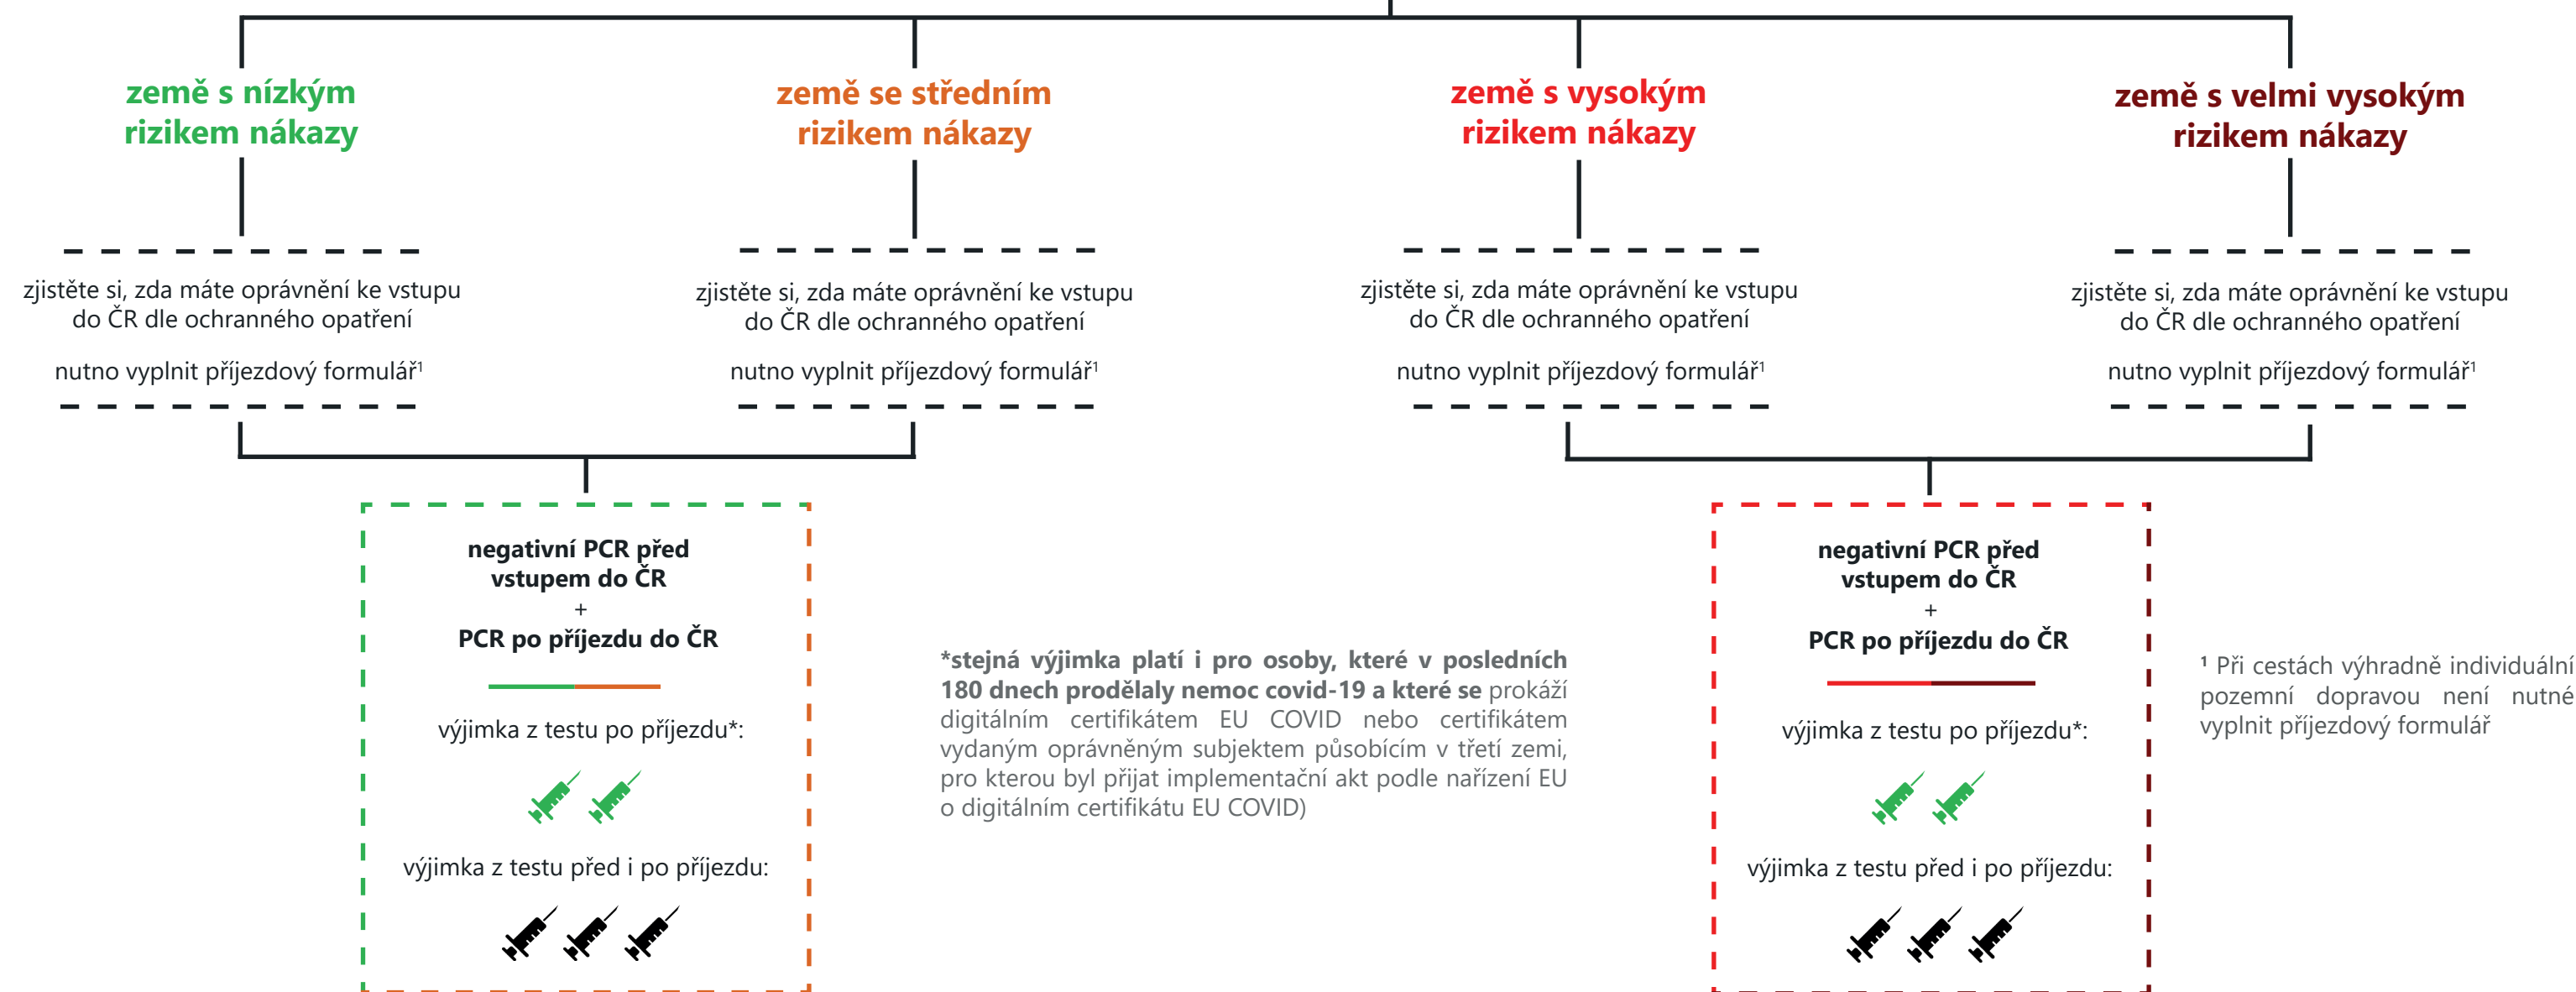 země s nízkým
rizikem nákazy
země se středním
rizikem nákazy
země s vysokým
rizikem nákazy
země s velmi vysokým
rizikem nákazy
zjistěte si, zda máte oprávnění ke vstupu
do ČR dle ochranného opatření
nutno vyplnit příjezdový formulář¹
zjistěte si, zda máte oprávnění ke vstupu
do ČR dle ochranného opatření
nutno vyplnit příjezdový formulář¹
zjistěte si, zda máte oprávnění ke vstupu
do ČR dle ochranného opatření
nutno vyplnit příjezdový formulář¹
zjistěte si, zda máte oprávnění ke vstupu
do ČR dle ochranného opatření
nutno vyplnit příjezdový formulář¹
negativní PCR před
vstupem do ČR
+
PCR po příjezdu do ČR
výjimka z testu po příjezdu*:
výjimka z testu před i po příjezdu:
*stejná výjimka platí i pro osoby, které v posledních
180 dnech prodělaly nemoc covid-19 a které se prokáží
digitálním certifikátem EU COVID nebo certifikátem
vydaným oprávněným subjektem působícím v třetí zemi,
pro kterou byl přijat implementační akt podle nařízení EU
o digitálním certifikátu EU COVID)
negativní PCR před
vstupem do ČR
+
PCR po příjezdu do ČR
výjimka z testu po příjezdu*:
výjimka z testu před i po příjezdu:
¹ Při cestách výhradně individuální
pozemní dopravou není nutné
vyplnit příjezdový formulář